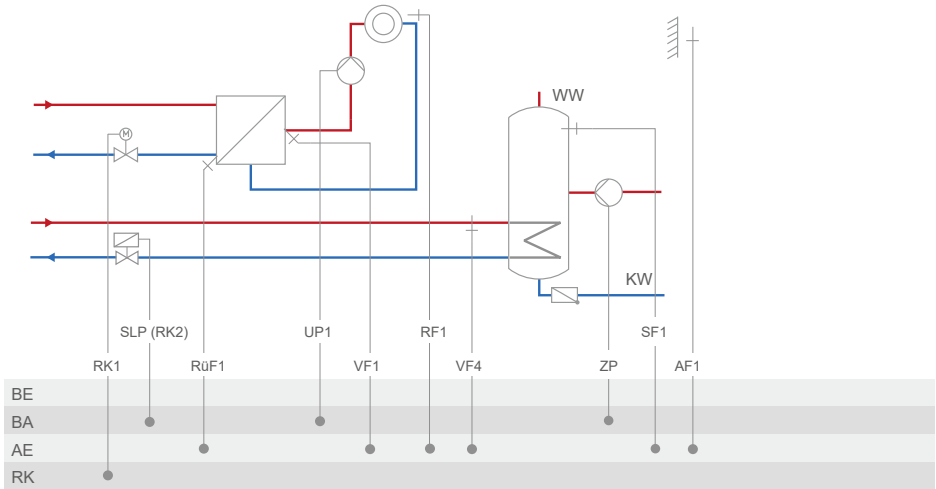 WW
M
KW
SLP (RK2) UP1 RF1 SF1
RK1 RüF1 VF1 VF4 ZP AF1
BE
BA
AE
RK